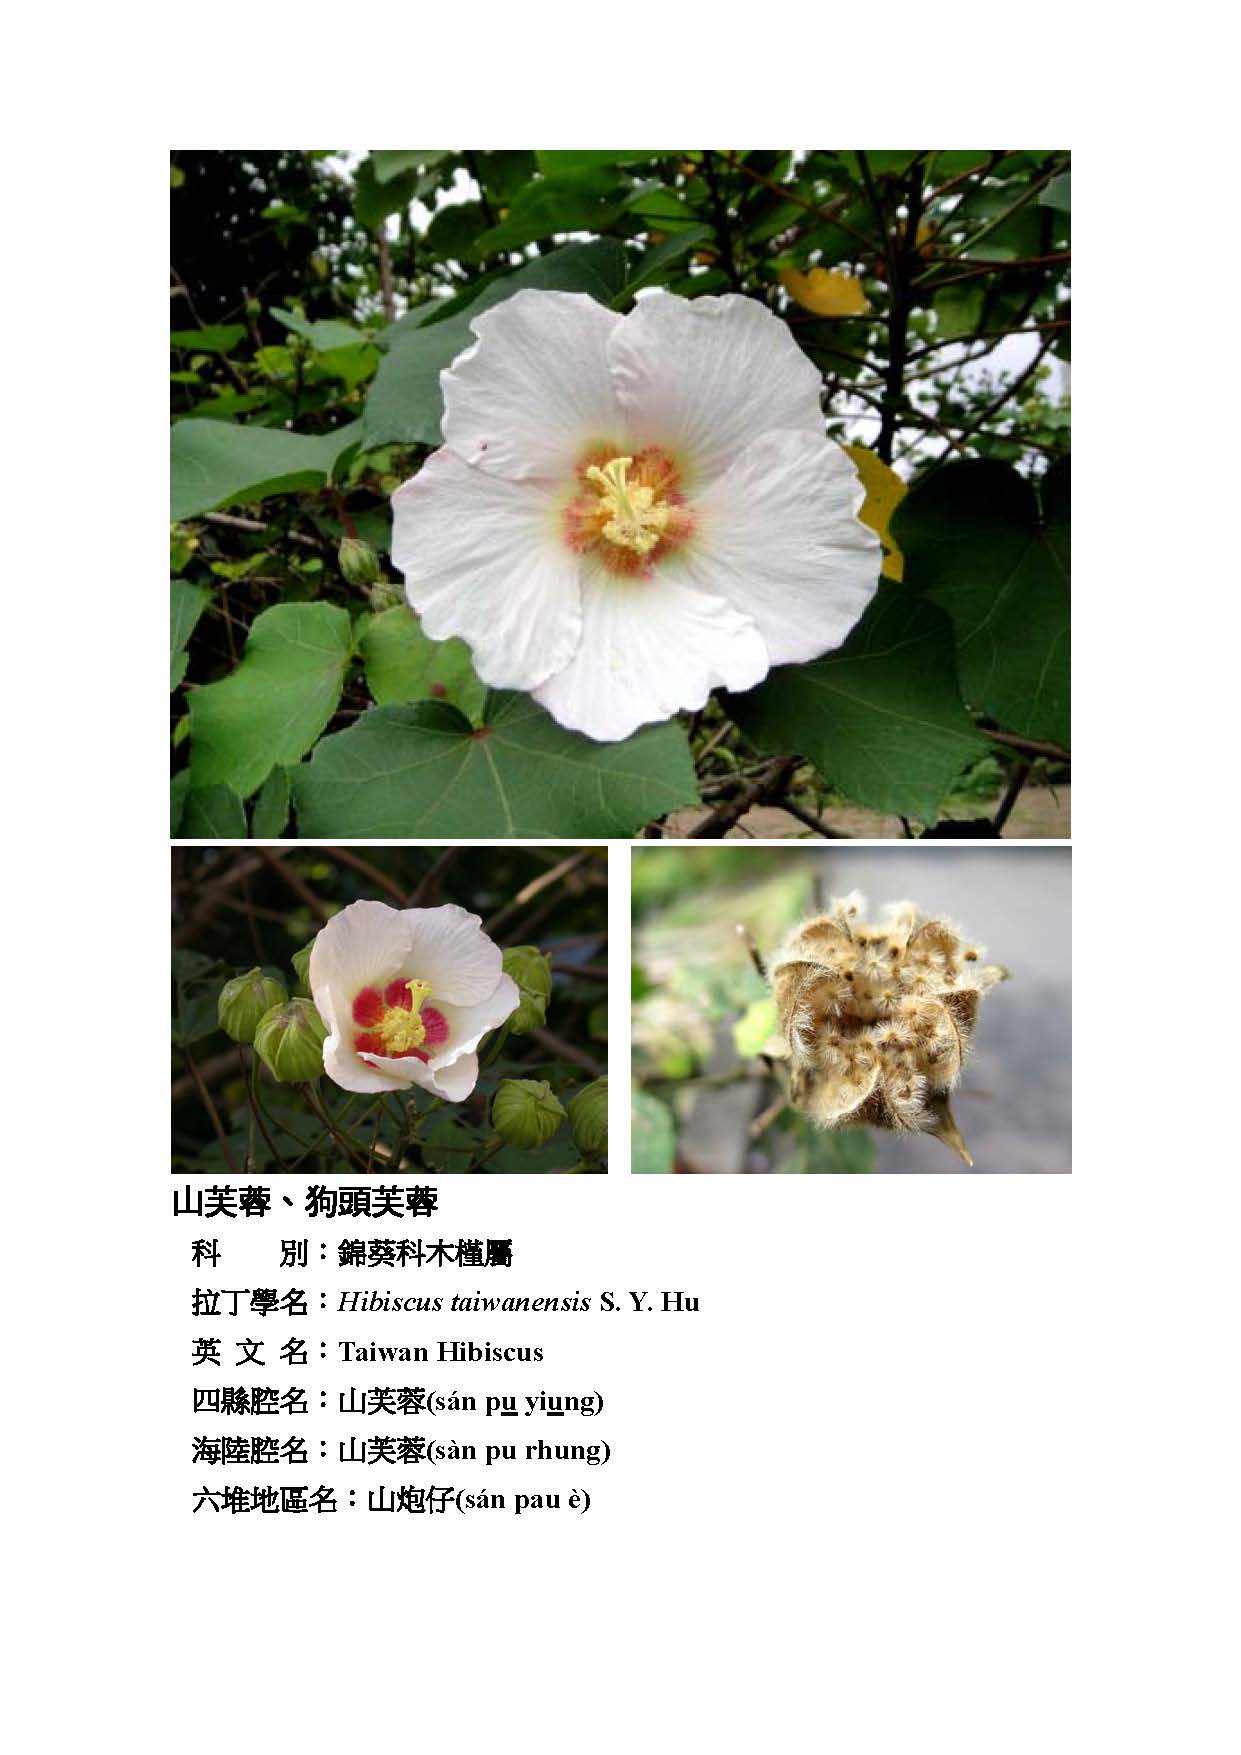 山芙蓉、狗頭芙蓉
科　　別：錦葵科木槿屬
拉丁學名：Hibiscus taiwanensis S. Y. Hu
英 文 名：Taiwan Hibiscus
四縣腔名：山芙蓉(sán pu yiung)
海陸腔名：山芙蓉(sàn pu rhung)
六堆地區名：山炮仔(sán pau è)